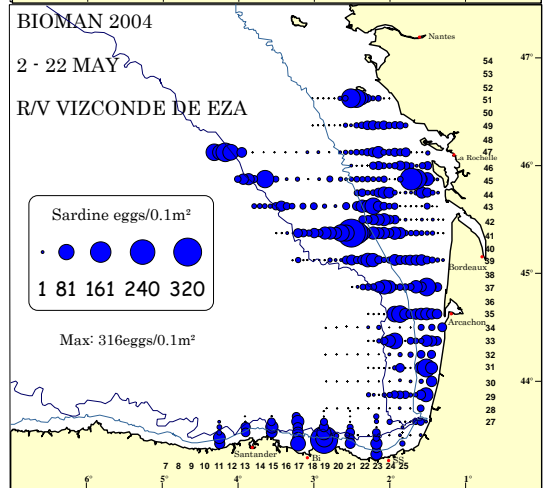 BIOMAN 2004
2 - 22 MAY
R/V VIZCONDE DE EZA
Nantes
47°
54
53
52
51
50
49
48
47
La Rochelle
46
46°
45
44
43
42
41
40
39
Bordeaux
38
45°
37
36
35
Arcachon
34
33
32
31
30
44°
29
28
27
Sardine eggs/0.1m²
1 81 161 240 320
Max: 316eggs/0.1m²
Santander
Bi
SS
7 8 9 10 11 12 13 14 15 16 17 18 19 20 21 22 23 24 25
6° 5° 4° 3° 2° 1°